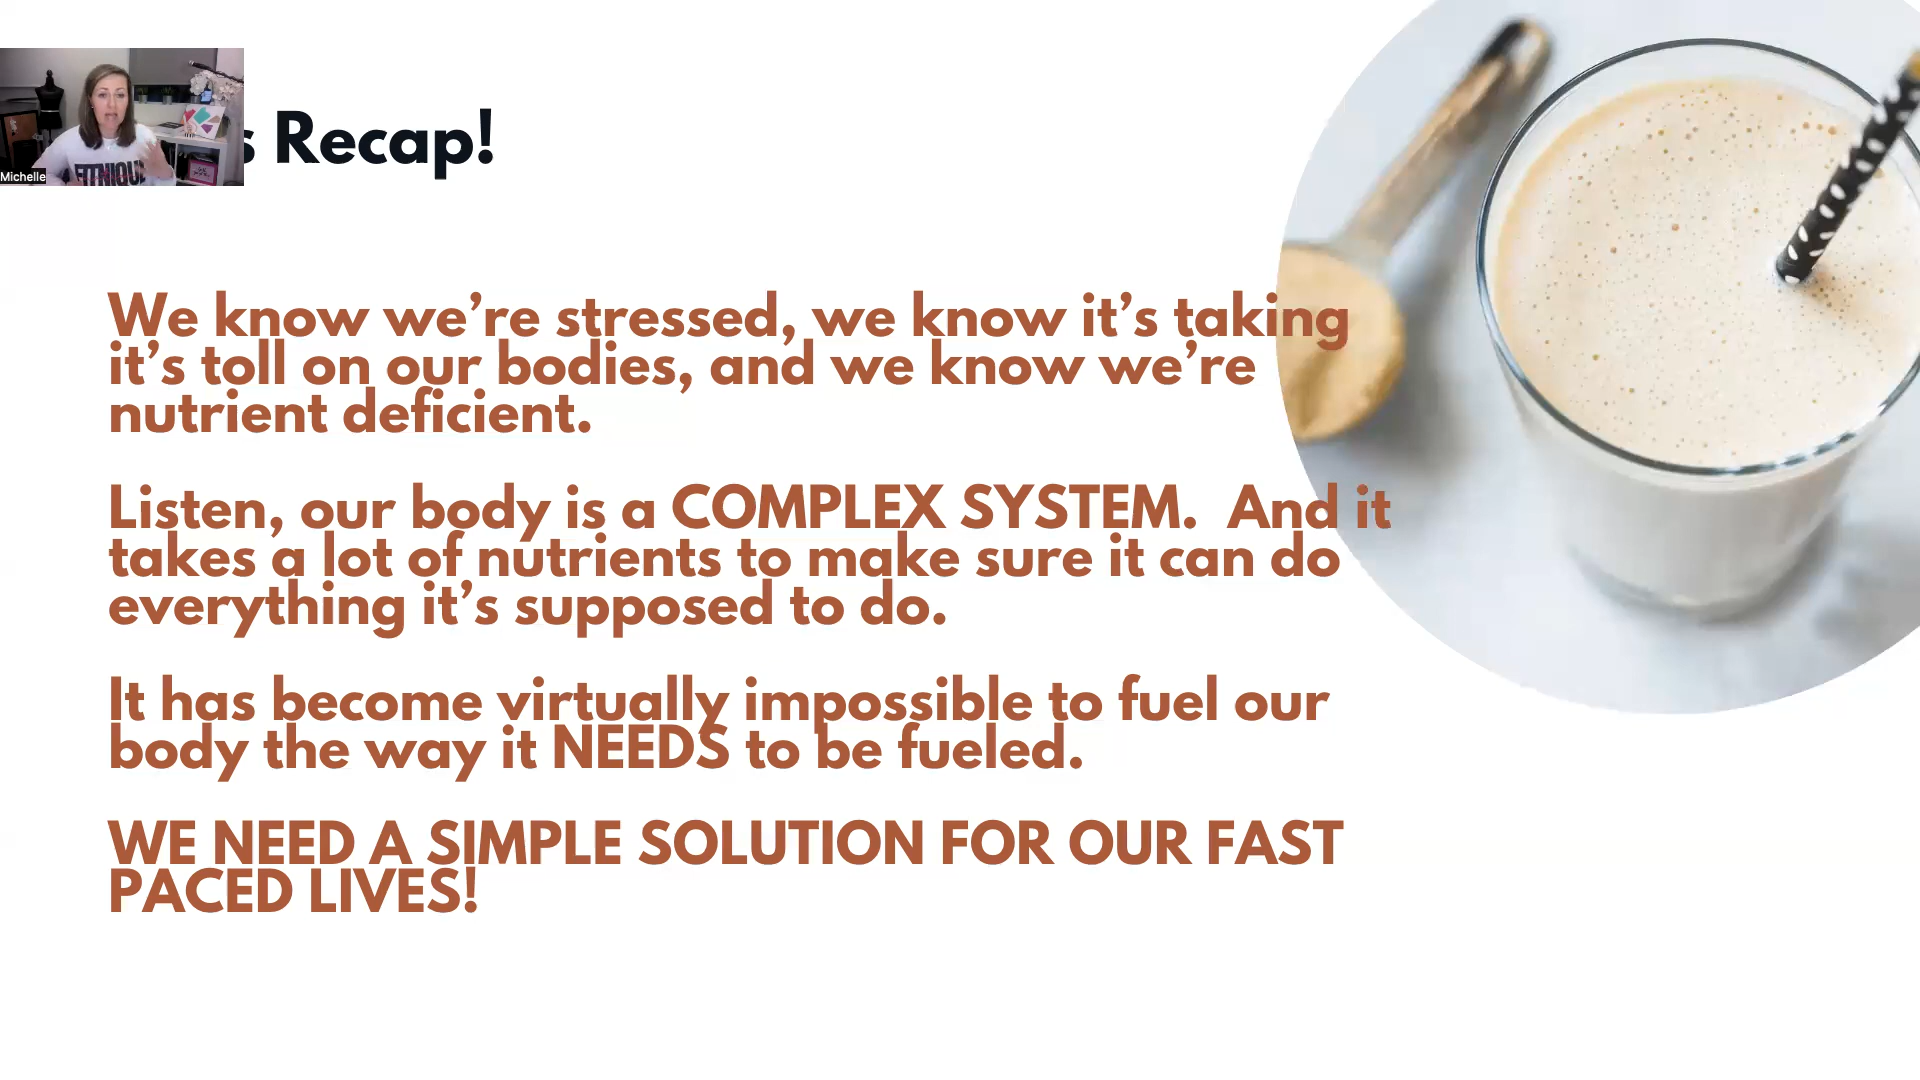 s Recap!
Michelle
FITNIQUE
We know we’re stressed, we know it’s taking
it’s toll on our bodies, and we know we’re
nutrient deficient.
Listen, our body is a COMPLEX SYSTEM.  And it
takes a lot of nutrients to make sure it can do
everything it’s supposed to do.
It has become virtually impossible to fuel our
body the way it NEEDS to be fueled.
WE NEED A SIMPLE SOLUTION FOR OUR FAST
PACED LIVES!